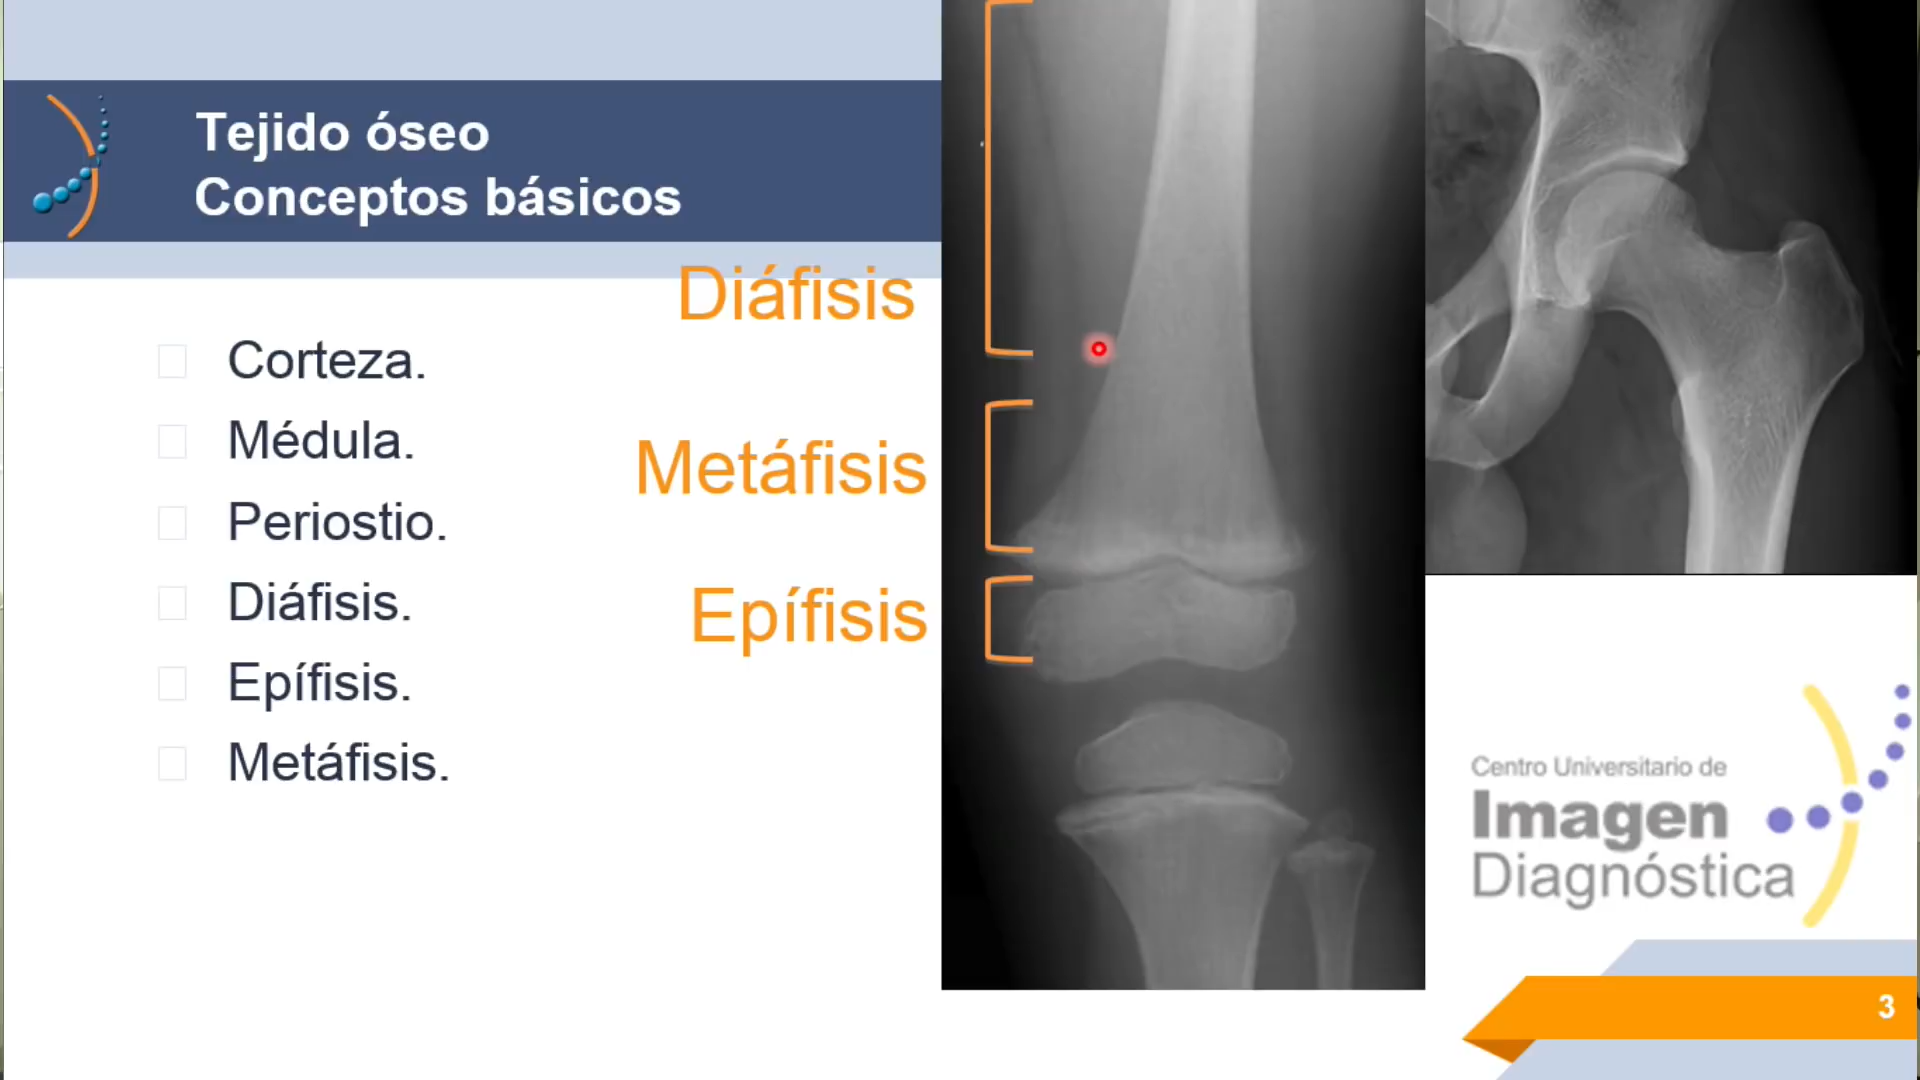 Tejido óseo
Conceptos básicos
Corteza.
Médula.
Periostio.
Diáfisis.
Epífisis.
Metáfisis.
Diáfisis
Metáfisis
Epífisis
Centro Universitario de
Imagen
Diagnóstica
3